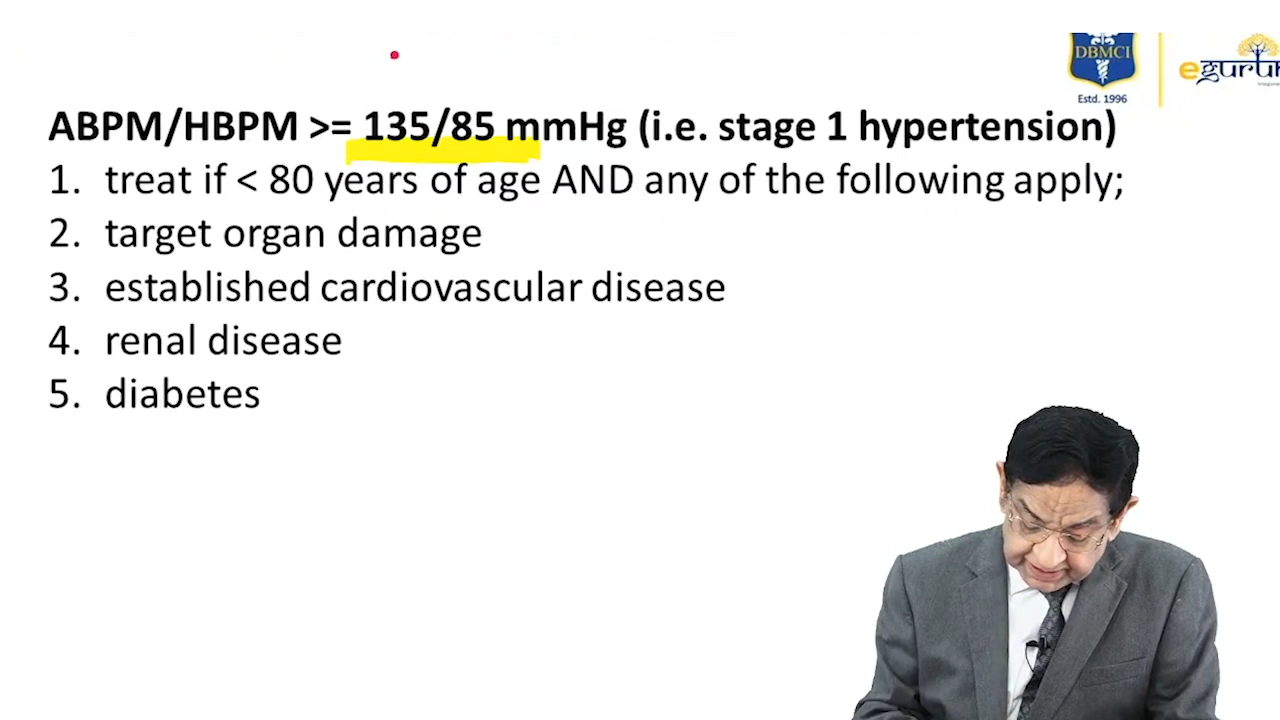 DBMCI
Estd. 1996
ABPM/HBPM >= 135/85 mmHg (i.e. stage 1 hypertension)
1. treat if < 80 years of age AND any of the following apply;
2. target organ damage
3. established cardiovascular disease
4. renal disease
5. diabetes